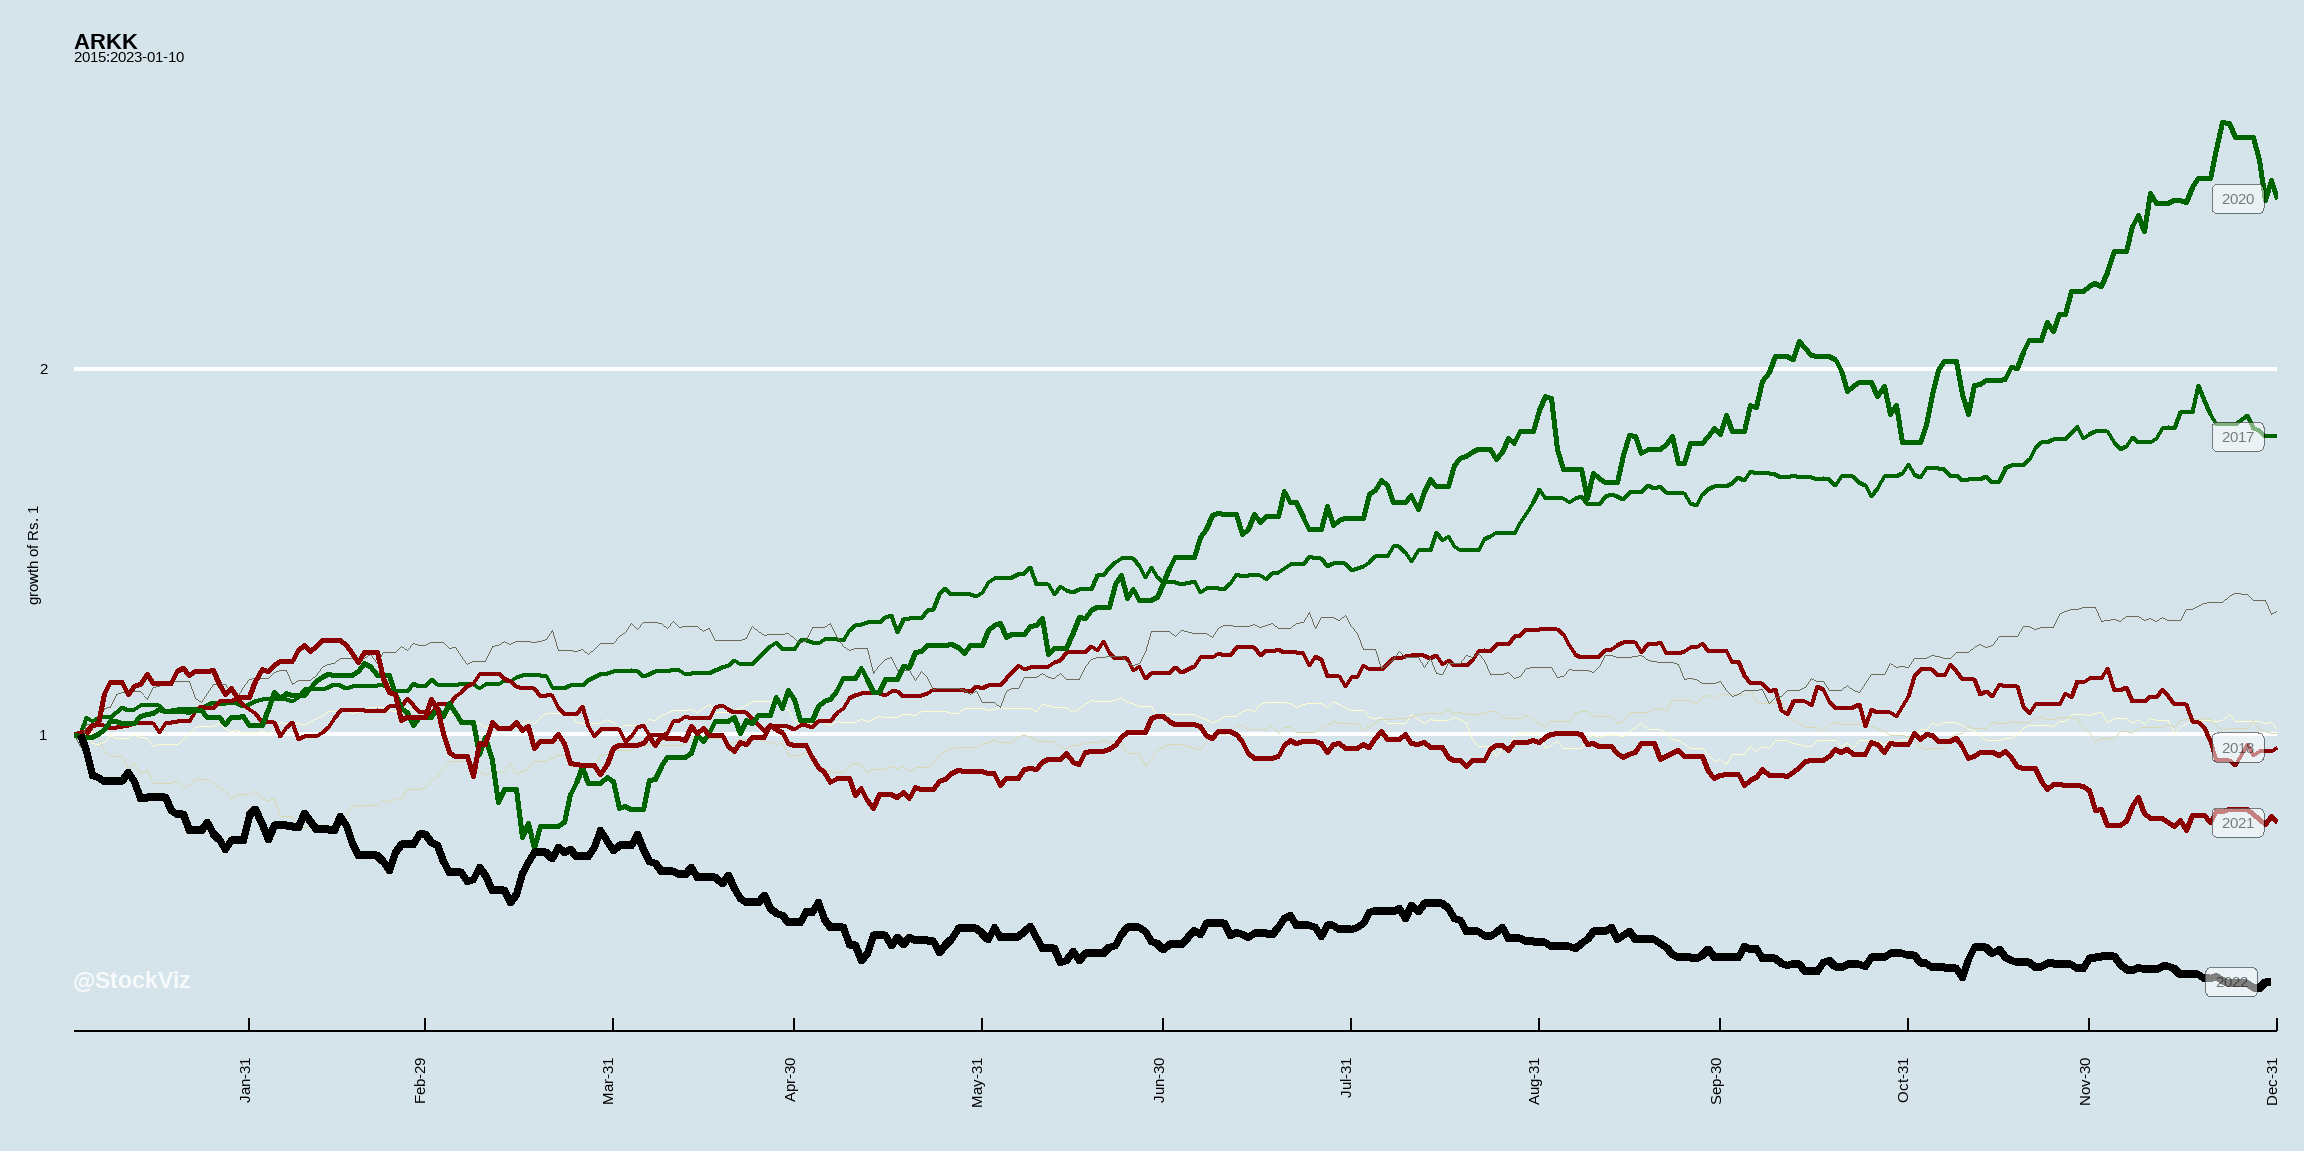 ARKK
2015:2023-01-10
2020
2
2017
growth of Rs. 1
1
2018
2021
@StockViz
2022
Jan-31
Feb-29
Mar-31
Apr-30
May-31
Jun-30
Jul-31
Aug-31
Sep-30
Oct-31
Nov-30
Dec-31